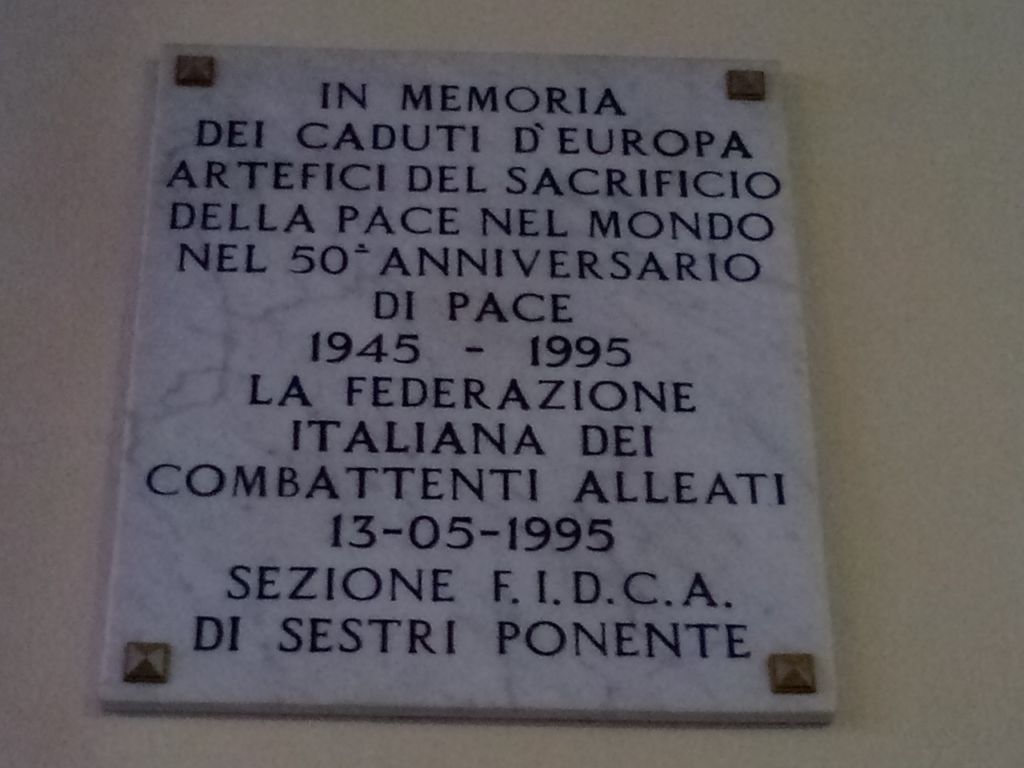 IN MEMORIA
DEI CADUTI D'EUROPA
ARTEFICI DEL SACRIFICIO
DELLA PACE NEL MONDO
NEL 50º ANNIVERSARIO
DI PACE
1945 - 1995
LA FEDERAZIONE
ITALIANA DEI
COMBATTENTI ALLEATI
13-05-1995
SEZIONE F.I.D.C.A.
DI SESTRI PONENTE